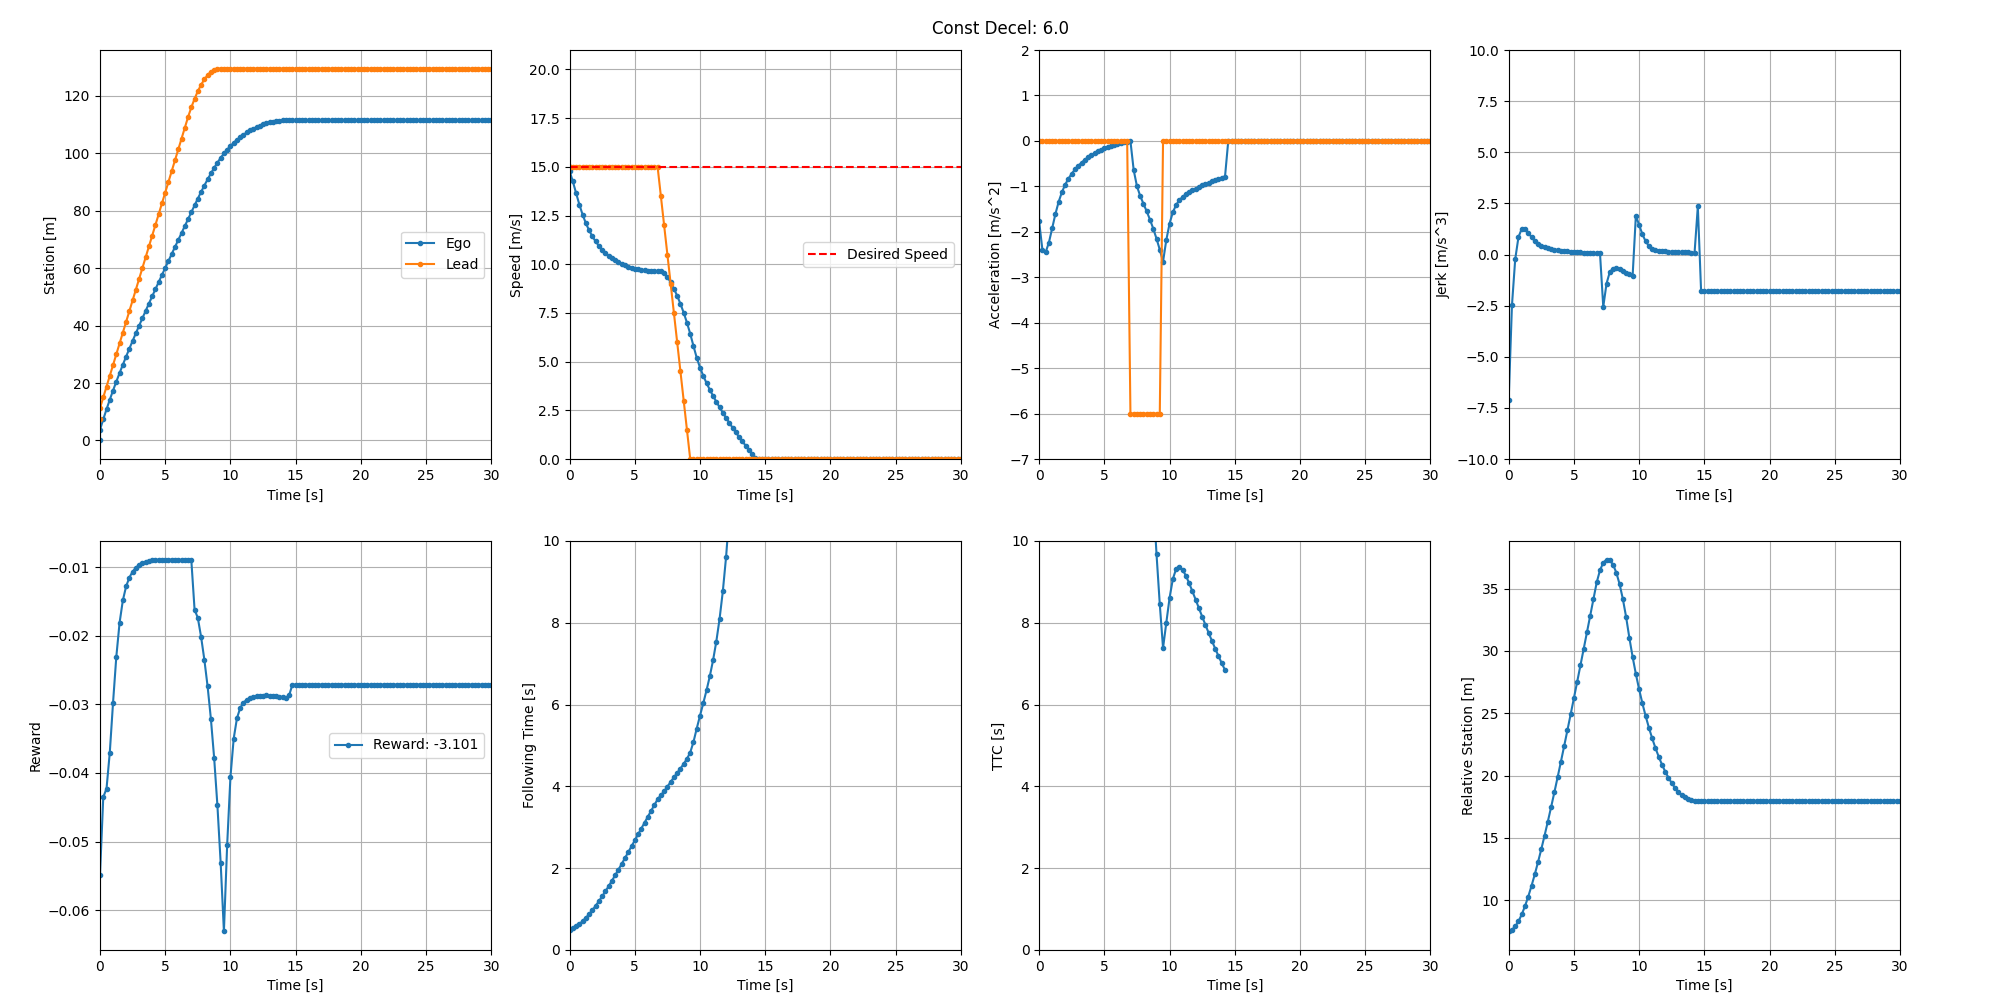 Const Decel: 6.0
Station [m]
120
100
80
60
40
20
0
0 5 10 15 20 25 30
Time [s]
Ego
Lead
Speed [m/s]
20.0
17.5
15.0
12.5
10.0
7.5
5.0
2.5
0.0
0 5 10 15 20 25 30
Time [s]
Desired Speed
Acceleration [m/s^2]
2
1
0
−1
−2
−3
−4
−5
−6
−7
0 5 10 15 20 25 30
Time [s]
Jerk [m/s^3]
10.0
7.5
5.0
2.5
0.0
−2.5
−5.0
−7.5
−10.0
0 5 10 15 20 25 30
Time [s]
Reward
−0.01
−0.02
−0.03
−0.04
−0.05
−0.06
0 5 10 15 20 25 30
Time [s]
Reward: -3.101
Following Time [s]
10
8
6
4
2
0
0 5 10 15 20 25 30
Time [s]
TTC [s]
10
8
6
4
2
0
0 5 10 15 20 25 30
Time [s]
Relative Station [m]
35
30
25
20
15
10
0 5 10 15 20 25 30
Time [s]